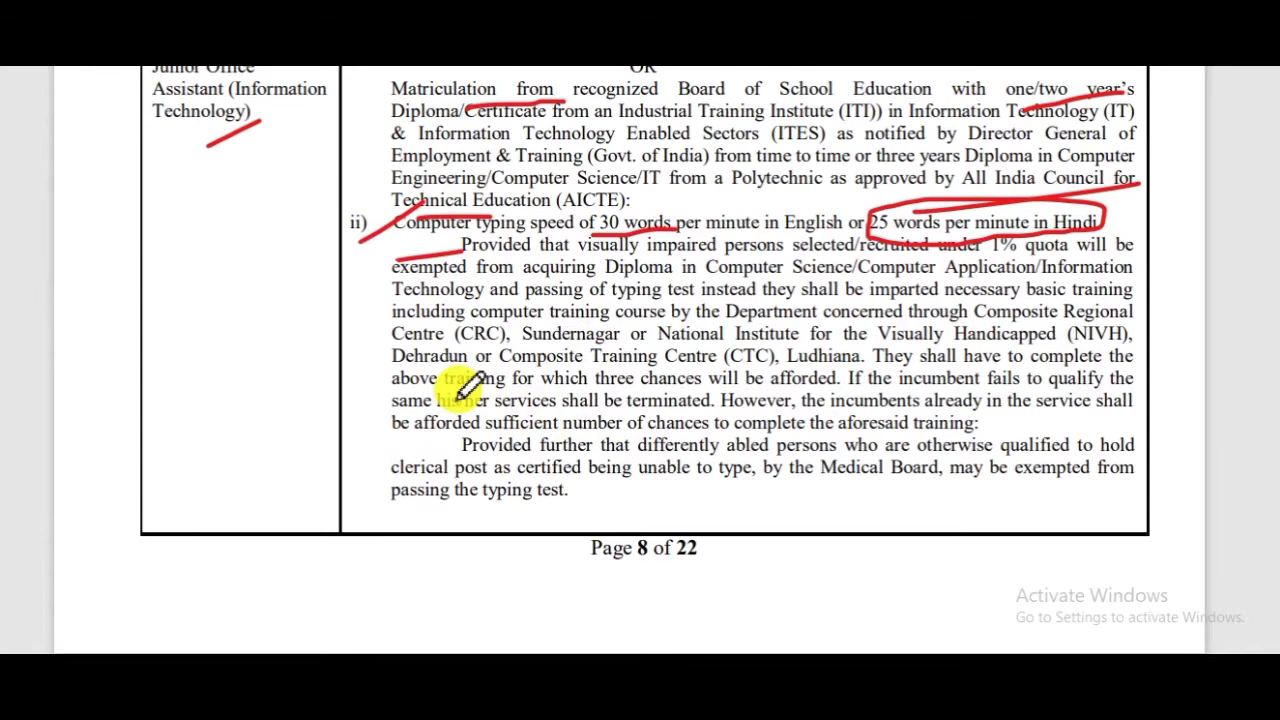 Junior Office
Assistant (Information
Technology)
OR
Matriculation from recognized Board of School Education with one/two year's
Diploma/Certificate from an Industrial Training Institute (ITI)) in Information Technology (IT)
& Information Technology Enabled Sectors (ITES) as notified by Director General of
Employment & Training (Govt. of India) from time to time or three years Diploma in Computer
Engineering/Computer Science/IT from a Polytechnic as approved by All India Council for
Technical Education (AICTE):
ii) Computer typing speed of 30 words per minute in English or 25 words per minute in Hindi
Provided that visually impaired persons selected/recruited under 1% quota will be
exempted from acquiring Diploma in Computer Science/Computer Application/Information
Technology and passing of typing test instead they shall be imparted necessary basic training
including computer training course by the Department concerned through Composite Regional
Centre (CRC), Sundernagar or National Institute for the Visually Handicapped (NIVH),
Dehradun or Composite Training Centre (CTC), Ludhiana. They shall have to complete the
above training for which three chances will be afforded. If the incumbent fails to qualify the
same his/her services shall be terminated. However, the incumbents already in the service shall
be afforded sufficient number of chances to complete the aforesaid training:
Provided further that differently abled persons who are otherwise qualified to hold
clerical post as certified being unable to type, by the Medical Board, may be exempted from
passing the typing test.
Page 8 of 22
Activate Windows
Go to Settings to activate Windows.